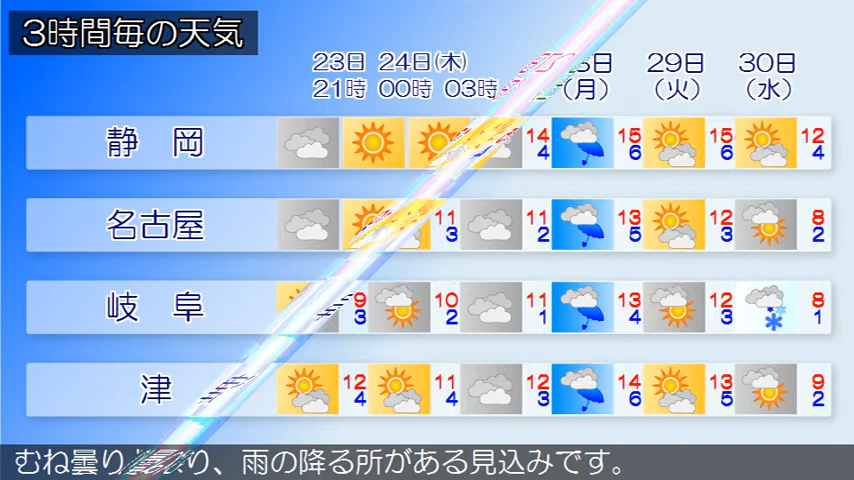 3時間毎の天気
23日 24日(木) 日 29日 30日
21時 00時 03時 (月) (火) (水)
静 岡 14 4 15 6 15 6 12 4
名古屋 11 3 11 2 13 5 12 3 8 2
岐 阜 9 3 10 2 11 1 13 4 12 3 8 1
津 12 4 11 4 12 3 14 6 13 5 9 2
むね曇り、雨の降る所がある見込みです。